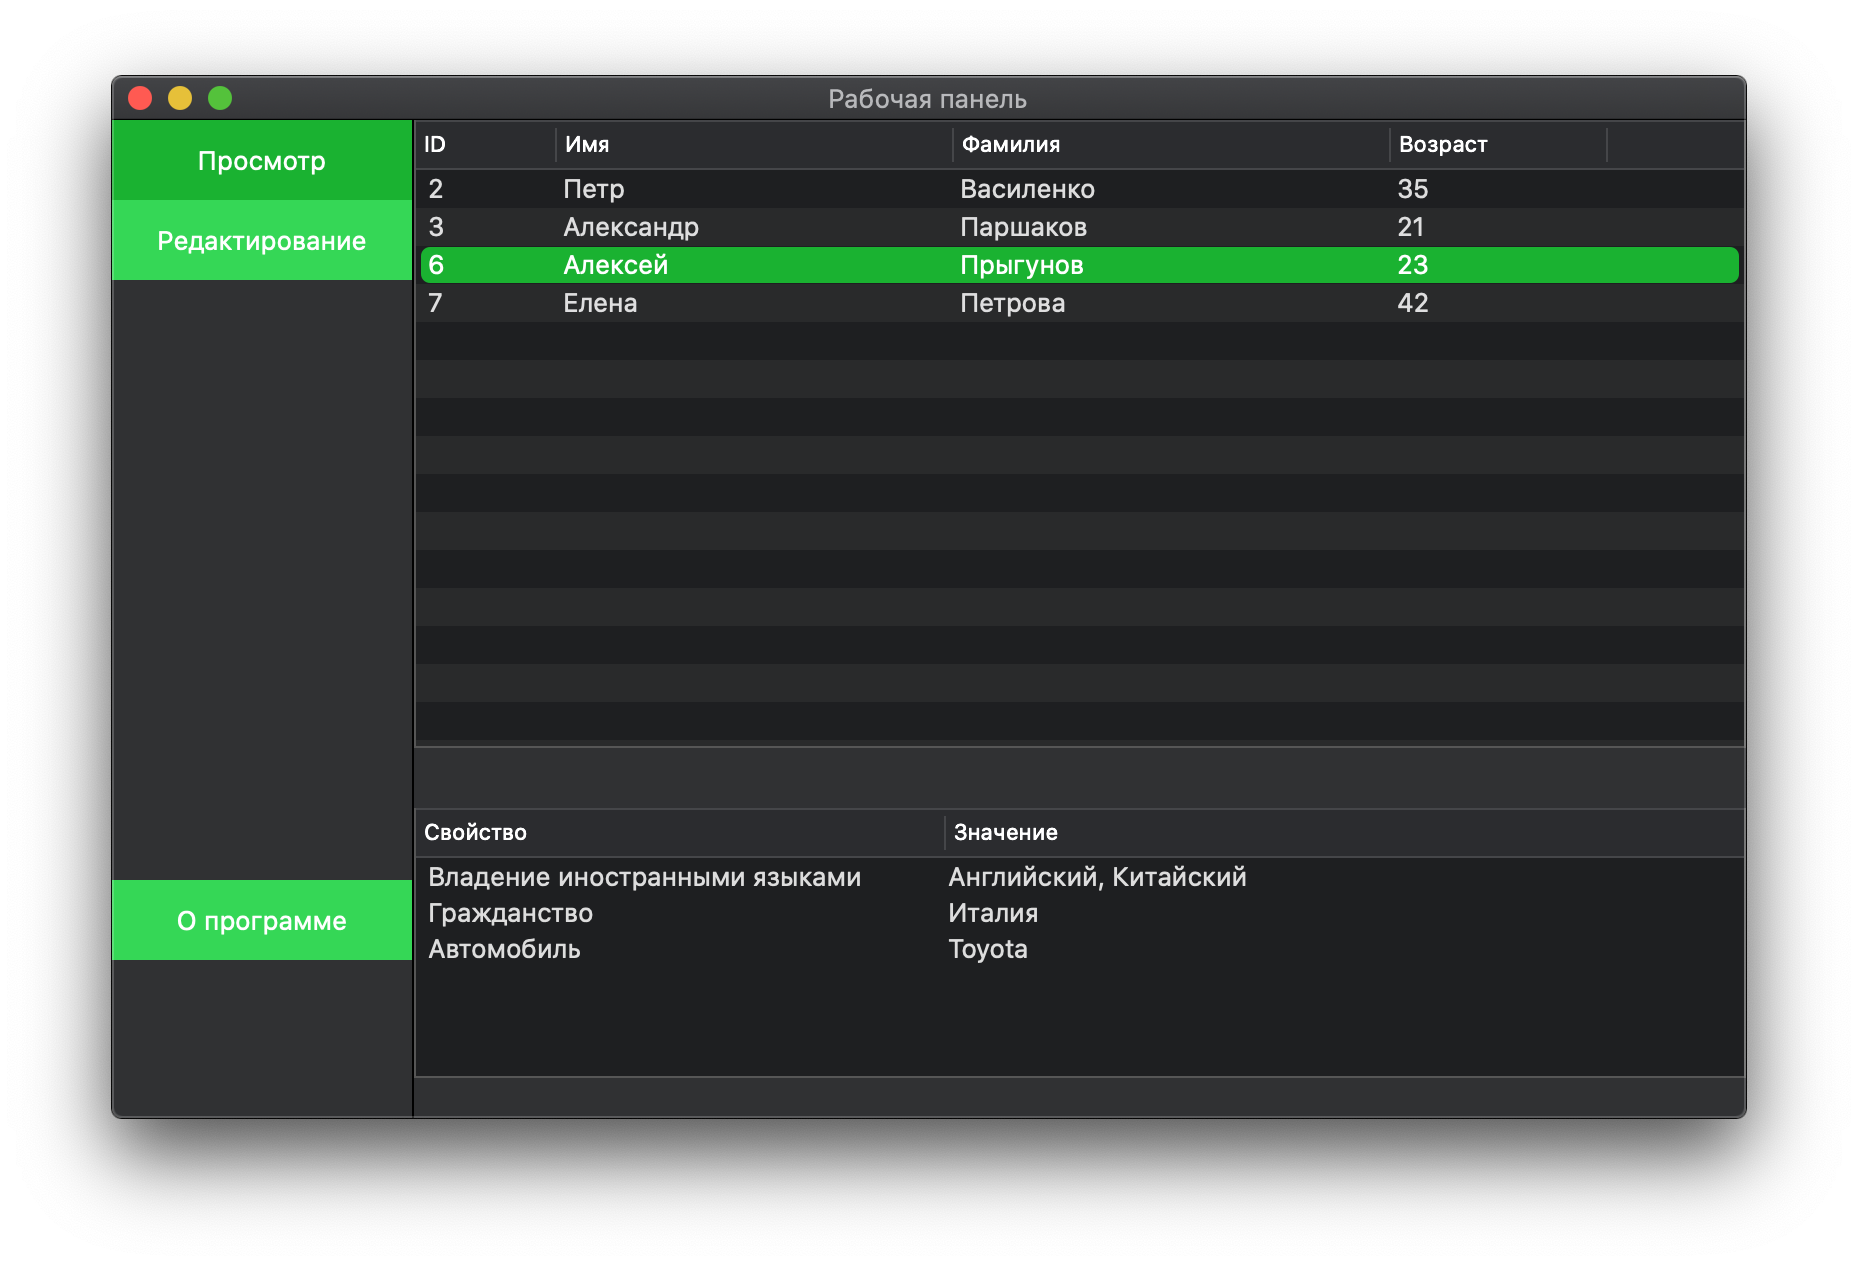 Рабочая панель
Просмотр
Редактирование
О программе
ID Имя Фамилия Возраст
2 Петр Василенко 35
3 Александр Паршаков 21
6 Алексей Прыгунов 23
7 Елена Петрова 42
Свойство Значение
Владение иностранными языками Английский, Китайский
Гражданство Италия
Автомобиль Toyota